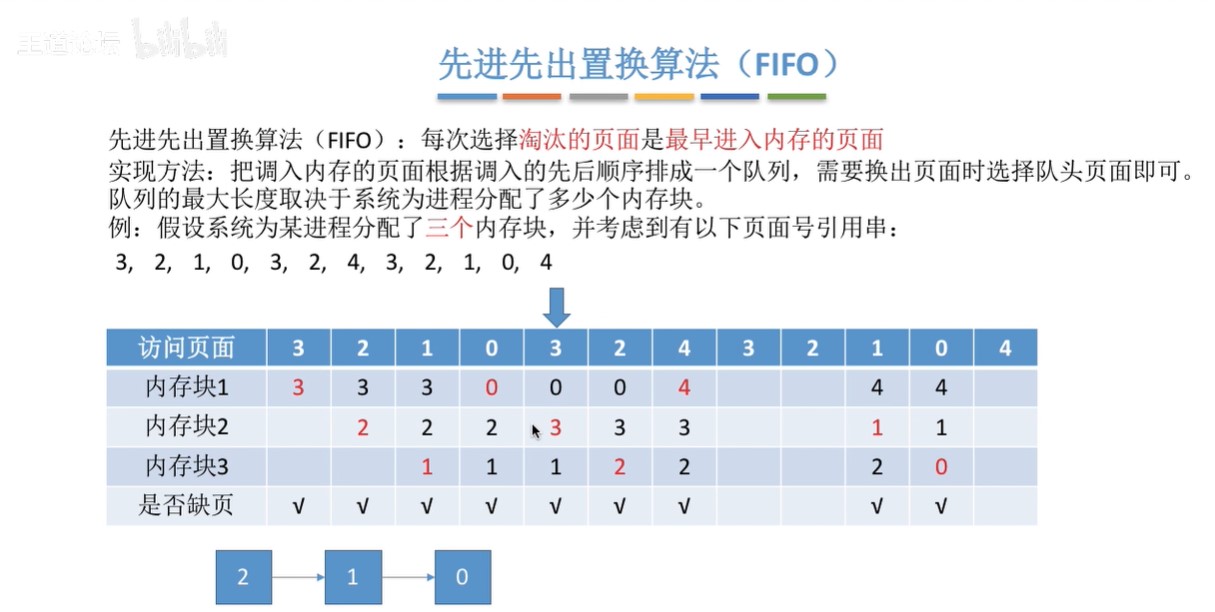 王道论坛 bilibili
先进先出置换算法（FIFO）
先进先出置换算法（FIFO）：每次选择淘汰的页面是最早进入内存的页面
实现方法：把调入内存的页面根据调入的先后顺序排成一个队列，需要换出页面时选择队头页面即可。
队列的最大长度取决于系统为进程分配了多少个内存块。
例：假设系统为某进程分配了三个内存块，并考虑到有以下页面号引用串：
3, 2, 1, 0, 3, 2, 4, 3, 2, 1, 0, 4
访问页面 3 2 1 0 3 2 4 3 2 1 0 4
内存块1 3 3 3 0 0 0 4 4 4
内存块2 2 2 2 3 3 3 1 1
内存块3 1 1 1 2 2 2 0
是否缺页 √ √ √ √ √ √ √ √ √
2 1 0